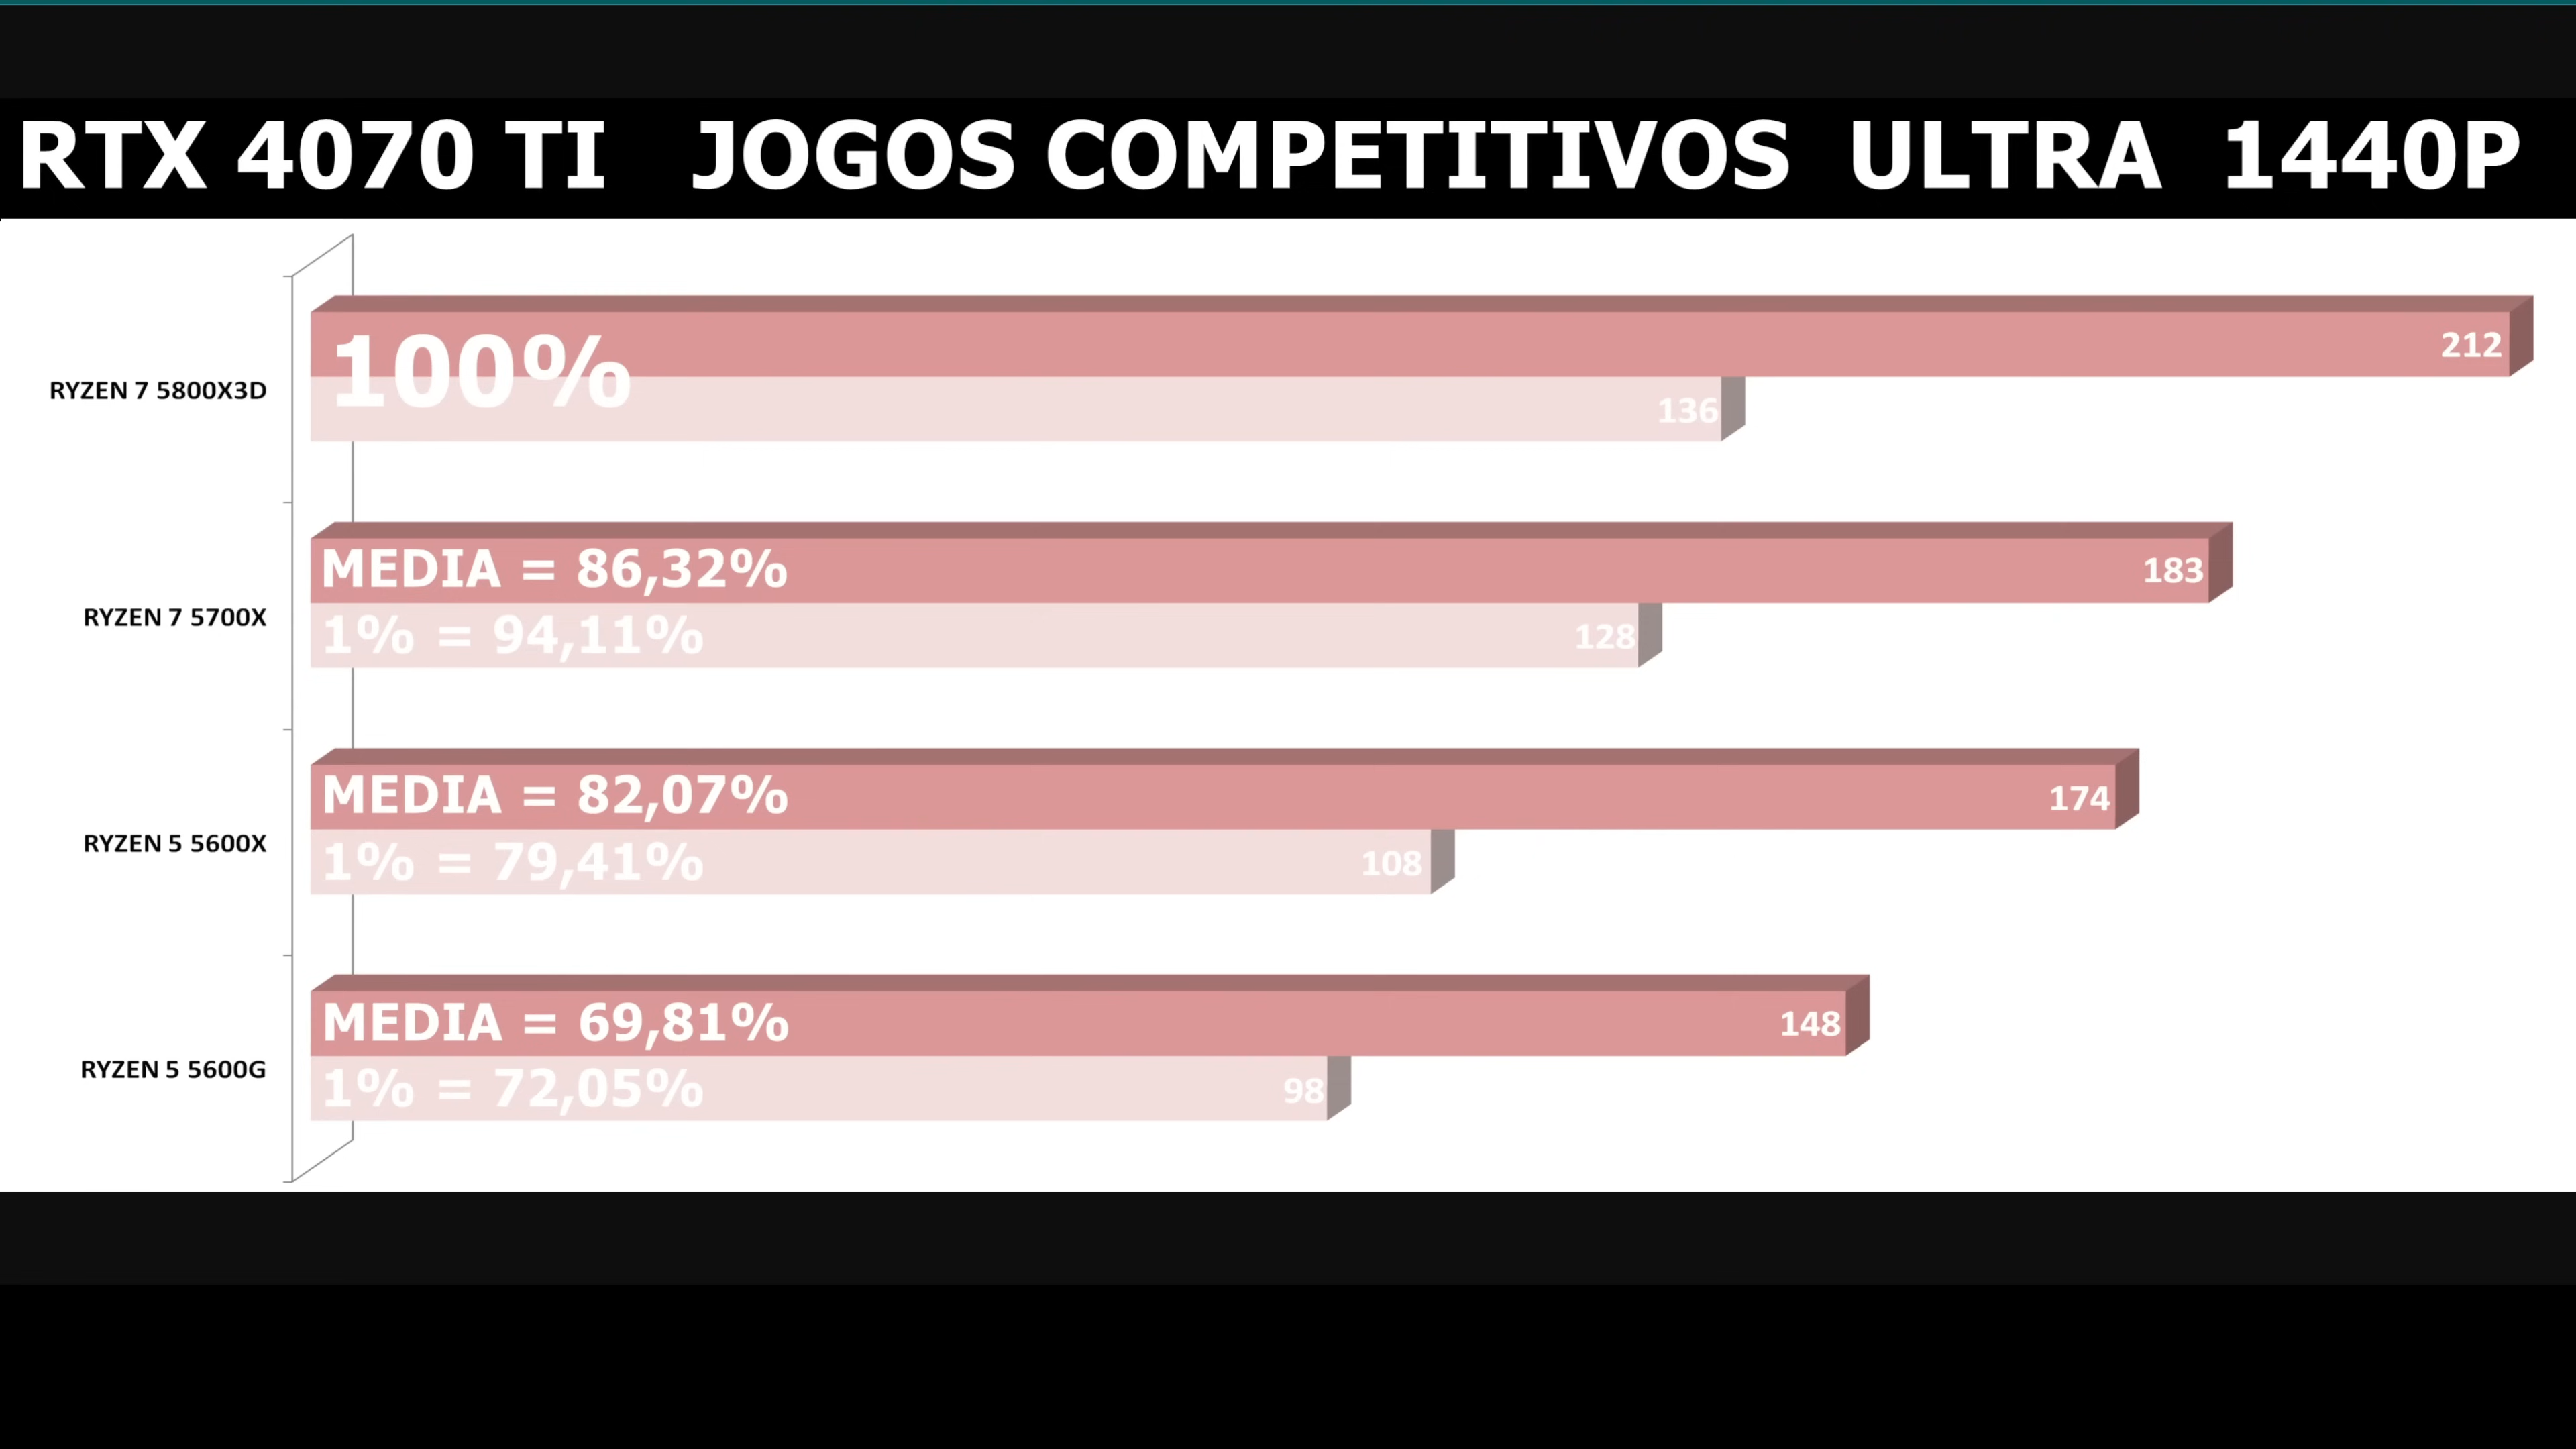 RTX 4070 TI JOGOS COMPETITIVOS ULTRA 1440P
RYZEN 7 5800X3D
100%
212
136
RYZEN 7 5700X
MEDIA = 86,32%
183
1% = 94,11%
128
RYZEN 5 5600X
MEDIA = 82,07%
174
1% = 79,41%
108
RYZEN 5 5600G
MEDIA = 69,81%
148
1% = 72,05%
98